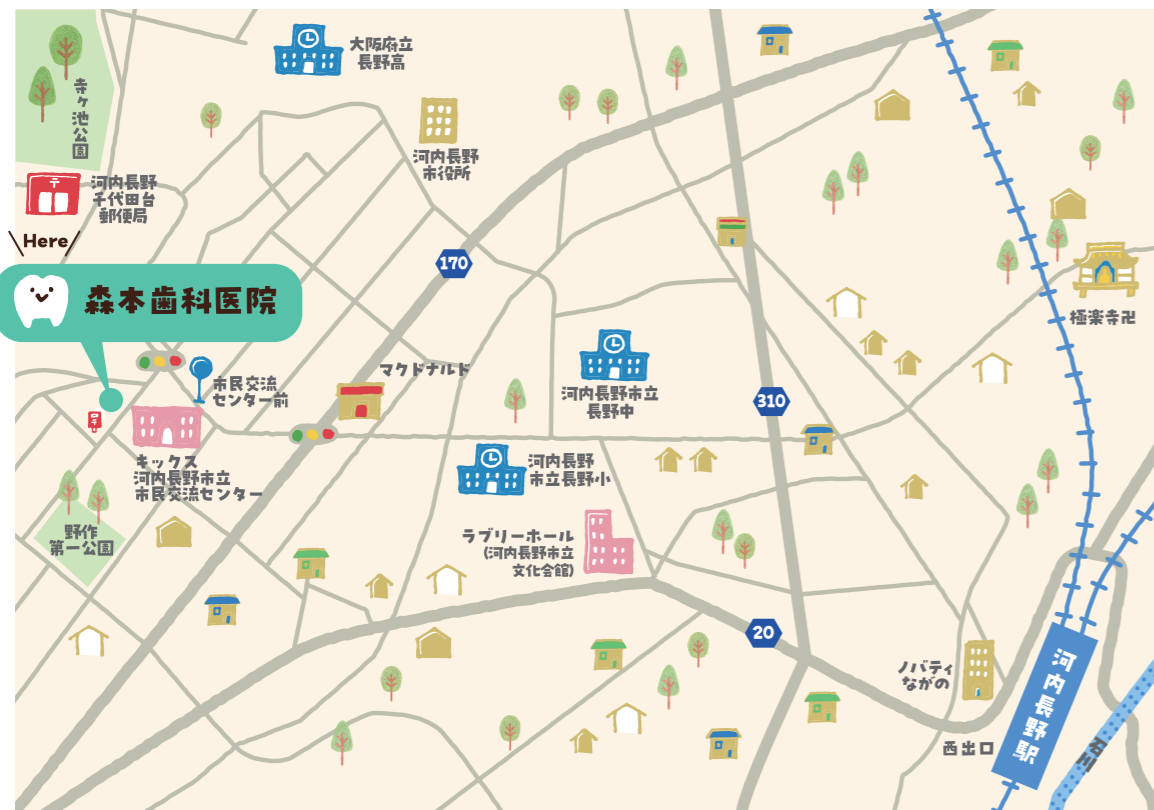 大阪府立
長野高
寺ヶ池公園
河内長野
市役所
河内長野
千代田台
郵便局
Here
森本歯科医院
170
極楽寺卍
マクドナルド
市民交流
センター前
河内長野市立
長野中
310
キックス
河内長野市立
市民交流センター
河内長野
市立長野小
野作
第一公園
ラブリーホール
(河内長野市立
文化会館)
20
ノバティ
ながの
河内長野駅
西出口
石川